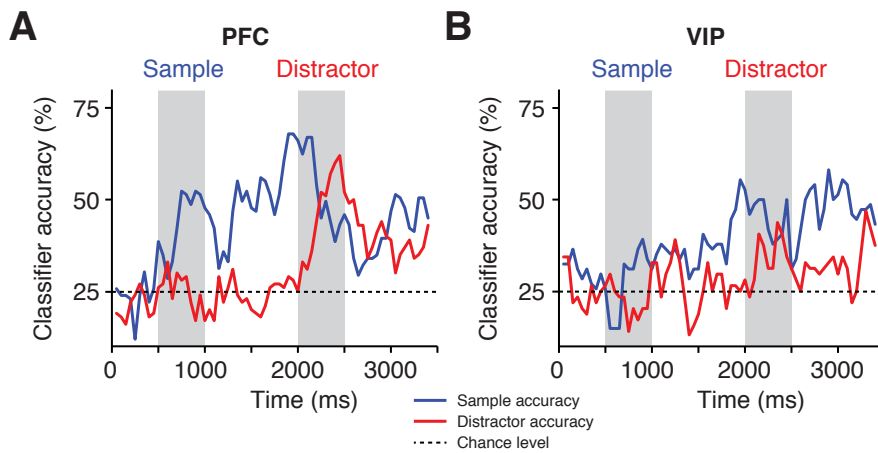 A
PFC
Sample Distractor
Classifier accuracy (%)
75
50
25
0 1000 2000 3000
Time (ms)
B
VIP
Sample Distractor
Classifier accuracy (%)
75
50
25
0 1000 2000 3000
Time (ms)
Sample accuracy
Distractor accuracy
Chance level